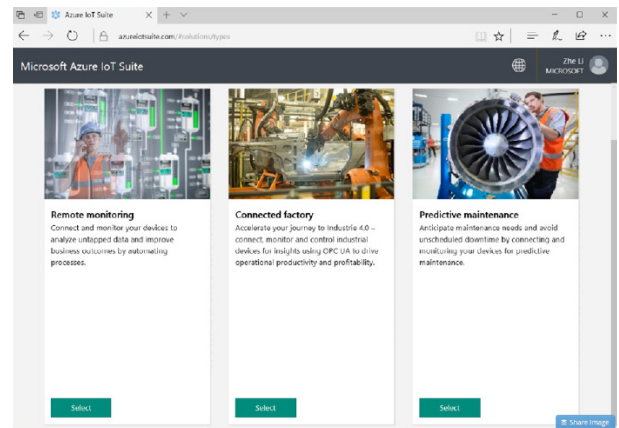 Azure IoT Suite
azureiotsuite.com/#solutions/types
Microsoft Azure IoT Suite
Zhe Li
MICROSOFT
Remote monitoring
Connect and monitor your devices to
analyze untapped data and improve
business outcomes by automating
processes.
Select
Connected factory
Accelerate your journey to Industrie 4.0 –
connect, monitor and control industrial
devices for insights using OPC UA to drive
operational productivity and profitability.
Select
Predictive maintenance
Anticipate maintenance needs and avoid
unscheduled downtime by connecting and
monitoring your devices for predictive
maintenance.
Select
Share Image